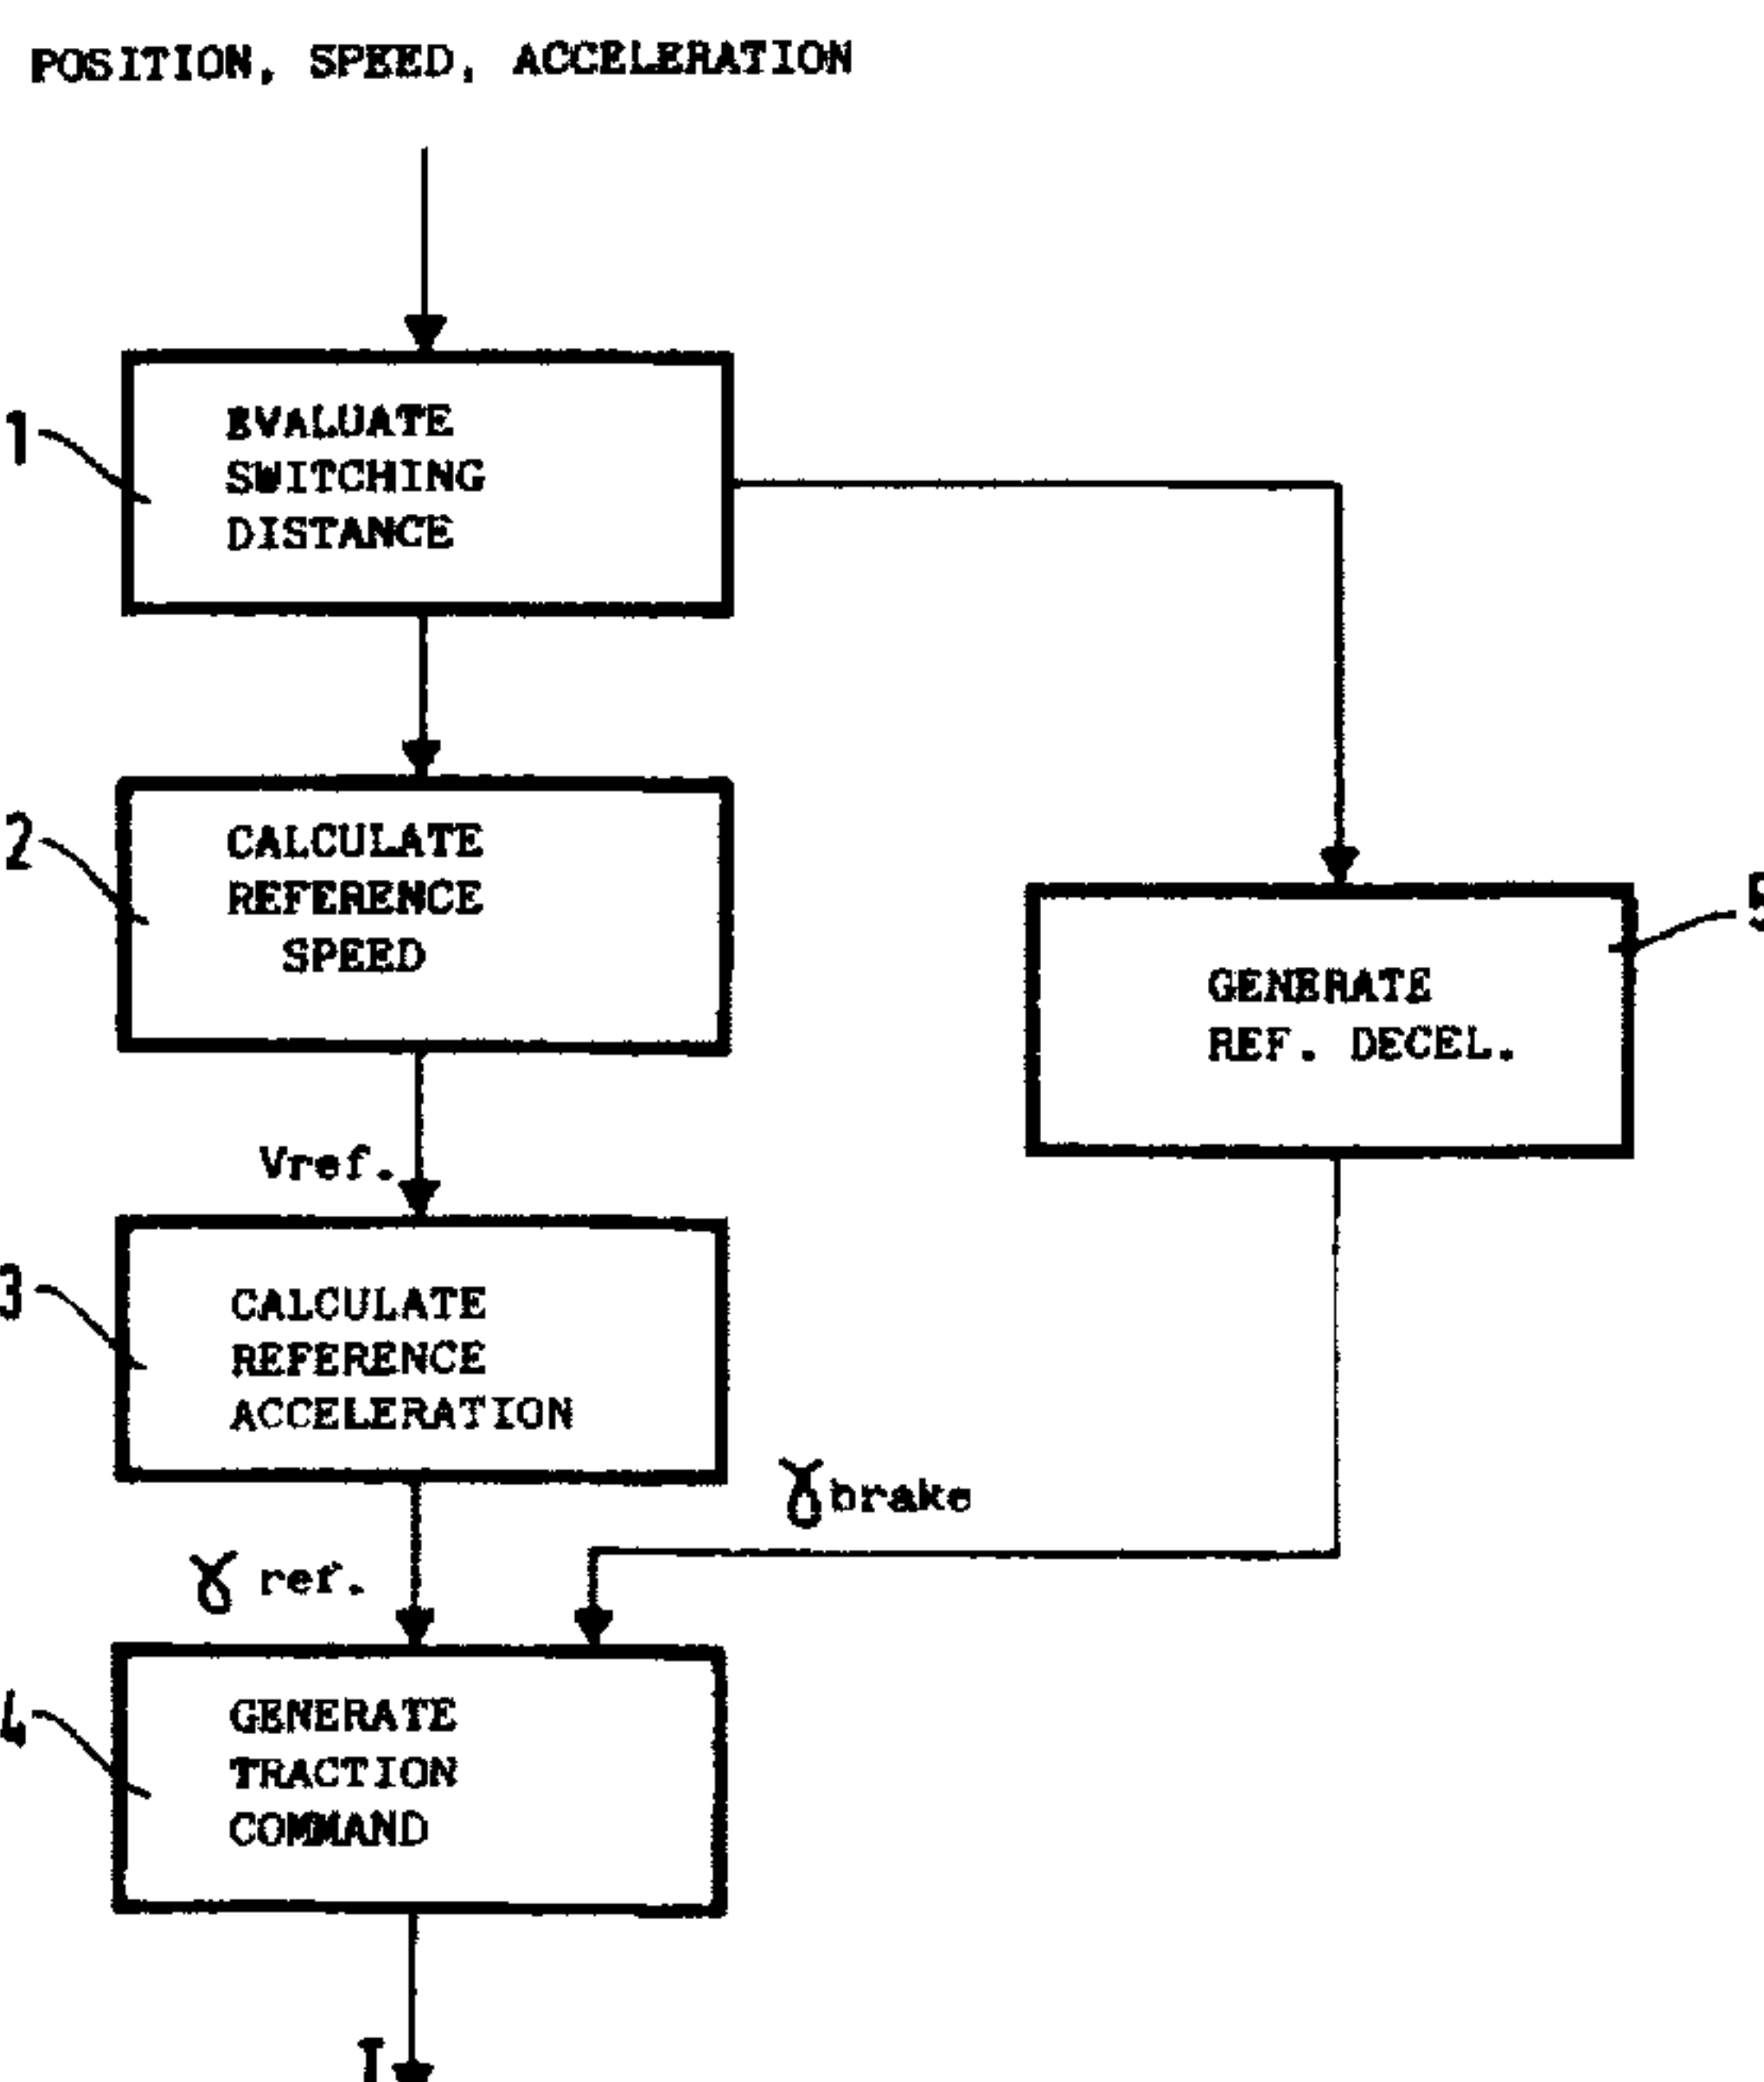 POSITION, SPEED, ACCELERATION
1
EVALUATE
SWITCHING
DISTANCE
2
CALCULATE
REFERENCE
SPEED
5
GENERATE
REF. DECEL.
Vref.
3
CALCULATE
REFERENCE
ACCELERATION
γbrake
γ ref.
4
GENERATE
TRACTION
COMMAND